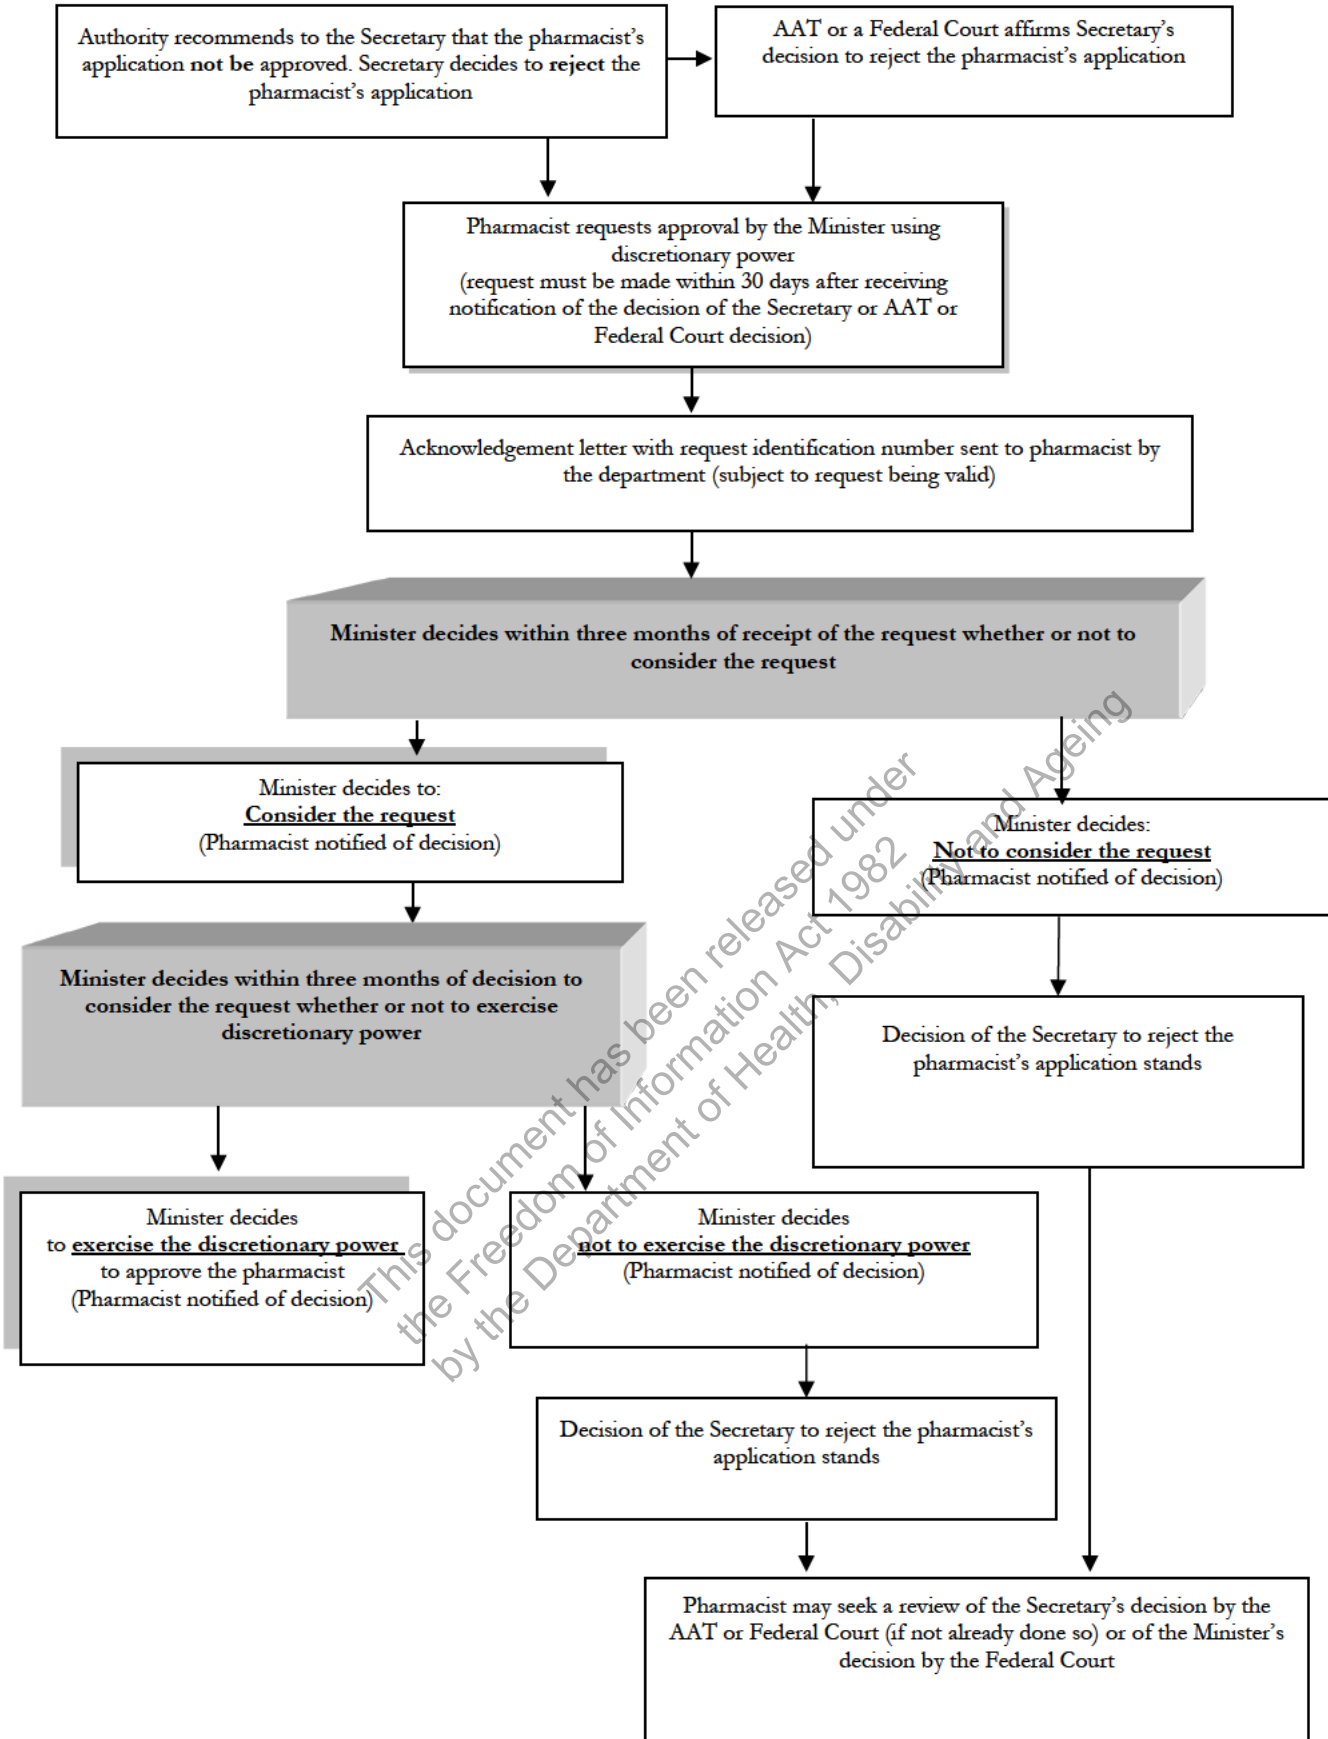 Authority recommends to the Secretary that the pharmacist's
application not be approved. Secretary decides to reject the
pharmacist's application
AAT or a Federal Court affirms Secretary's
decision to reject the pharmacist's application
Pharmacist requests approval by the Minister using
discretionary power
(request must be made within 30 days after receiving
notification of the decision of the Secretary or AAT or
Federal Court decision)
Acknowledgement letter with request identification number sent to pharmacist by
the department (subject to request being valid)
Minister decides within three months of receipt of the request whether or not to
consider the request
Minister decides to:
Consider the request
(Pharmacist notified of decision)
Minister decides:
Not to consider the request
(Pharmacist notified of decision)
Minister decides within three months of decision to
consider the request whether or not to exercise
discretionary power
Decision of the Secretary to reject the
pharmacist's application stands
Minister decides
to exercise the discretionary power
to approve the pharmacist
(Pharmacist notified of decision)
Minister decides
not to exercise the discretionary power
(Pharmacist notified of decision)
Decision of the Secretary to reject the pharmacist's
application stands
Pharmacist may seek a review of the Secretary's decision by the
AAT or Federal Court (if not already done so) or of the Minister's
decision by the Federal Court
This document has been released under
the Freedom of Information Act 1982
by the Department of Health, Disability and Ageing